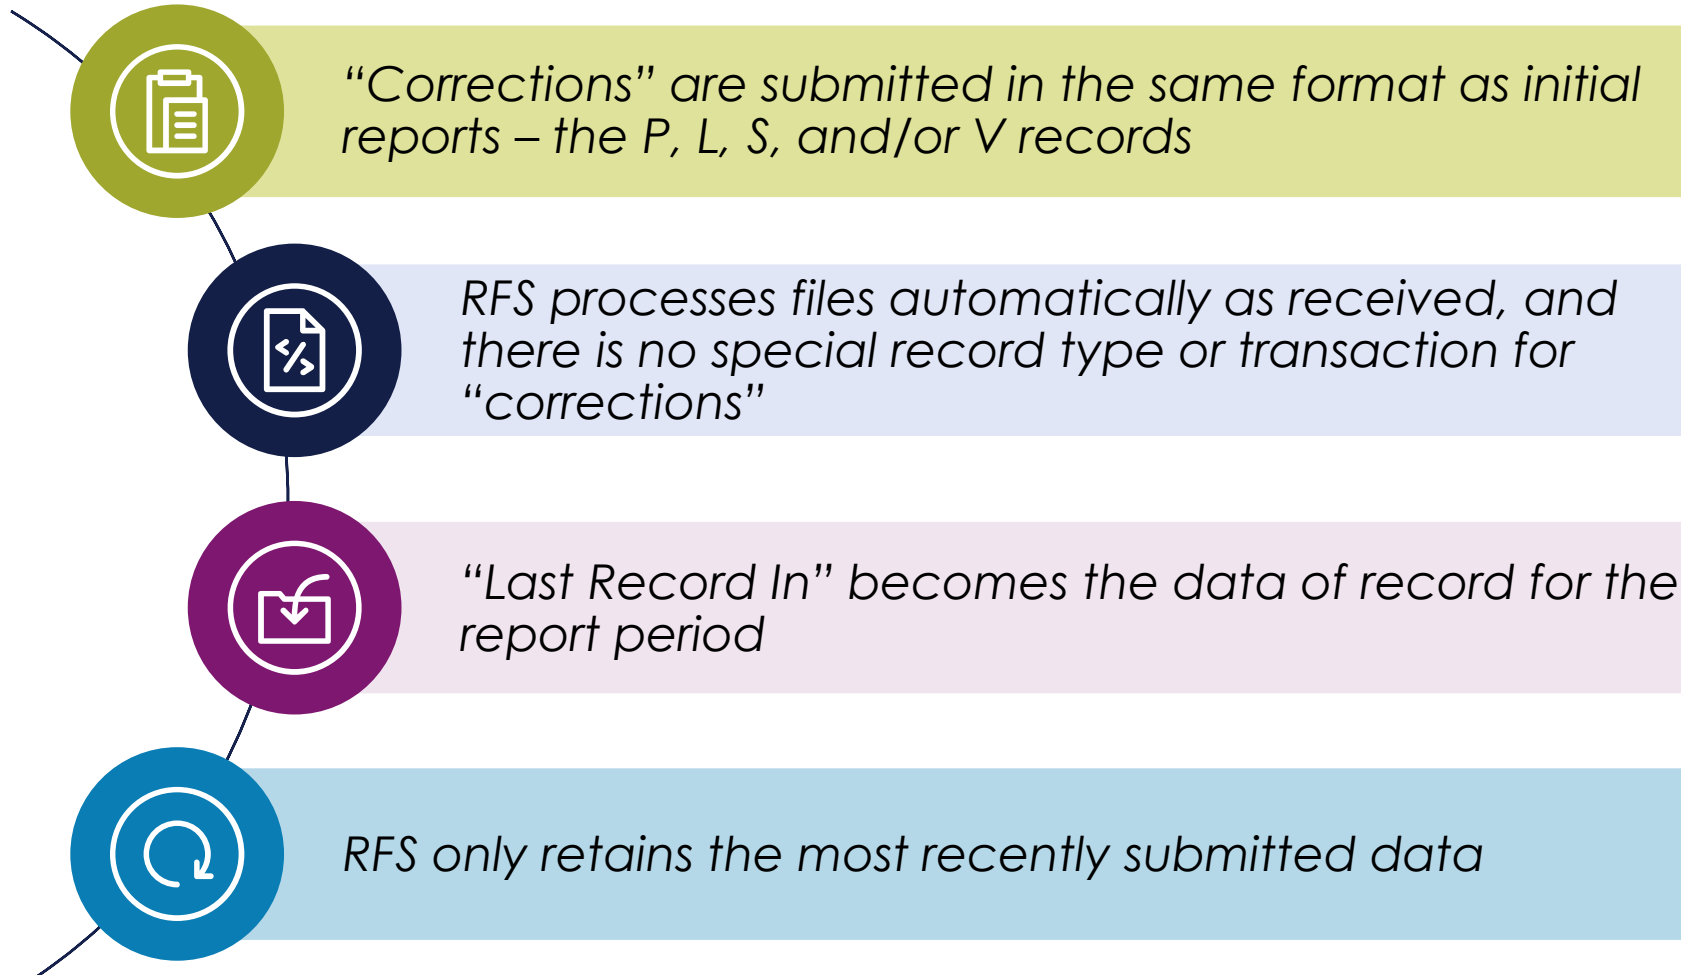 “Corrections” are submitted in the same format as initial
reports – the P, L, S, and/or V records
RFS processes files automatically as received, and
there is no special record type or transaction for
“corrections”
“Last Record In” becomes the data of record for the
report period
RFS only retains the most recently submitted data